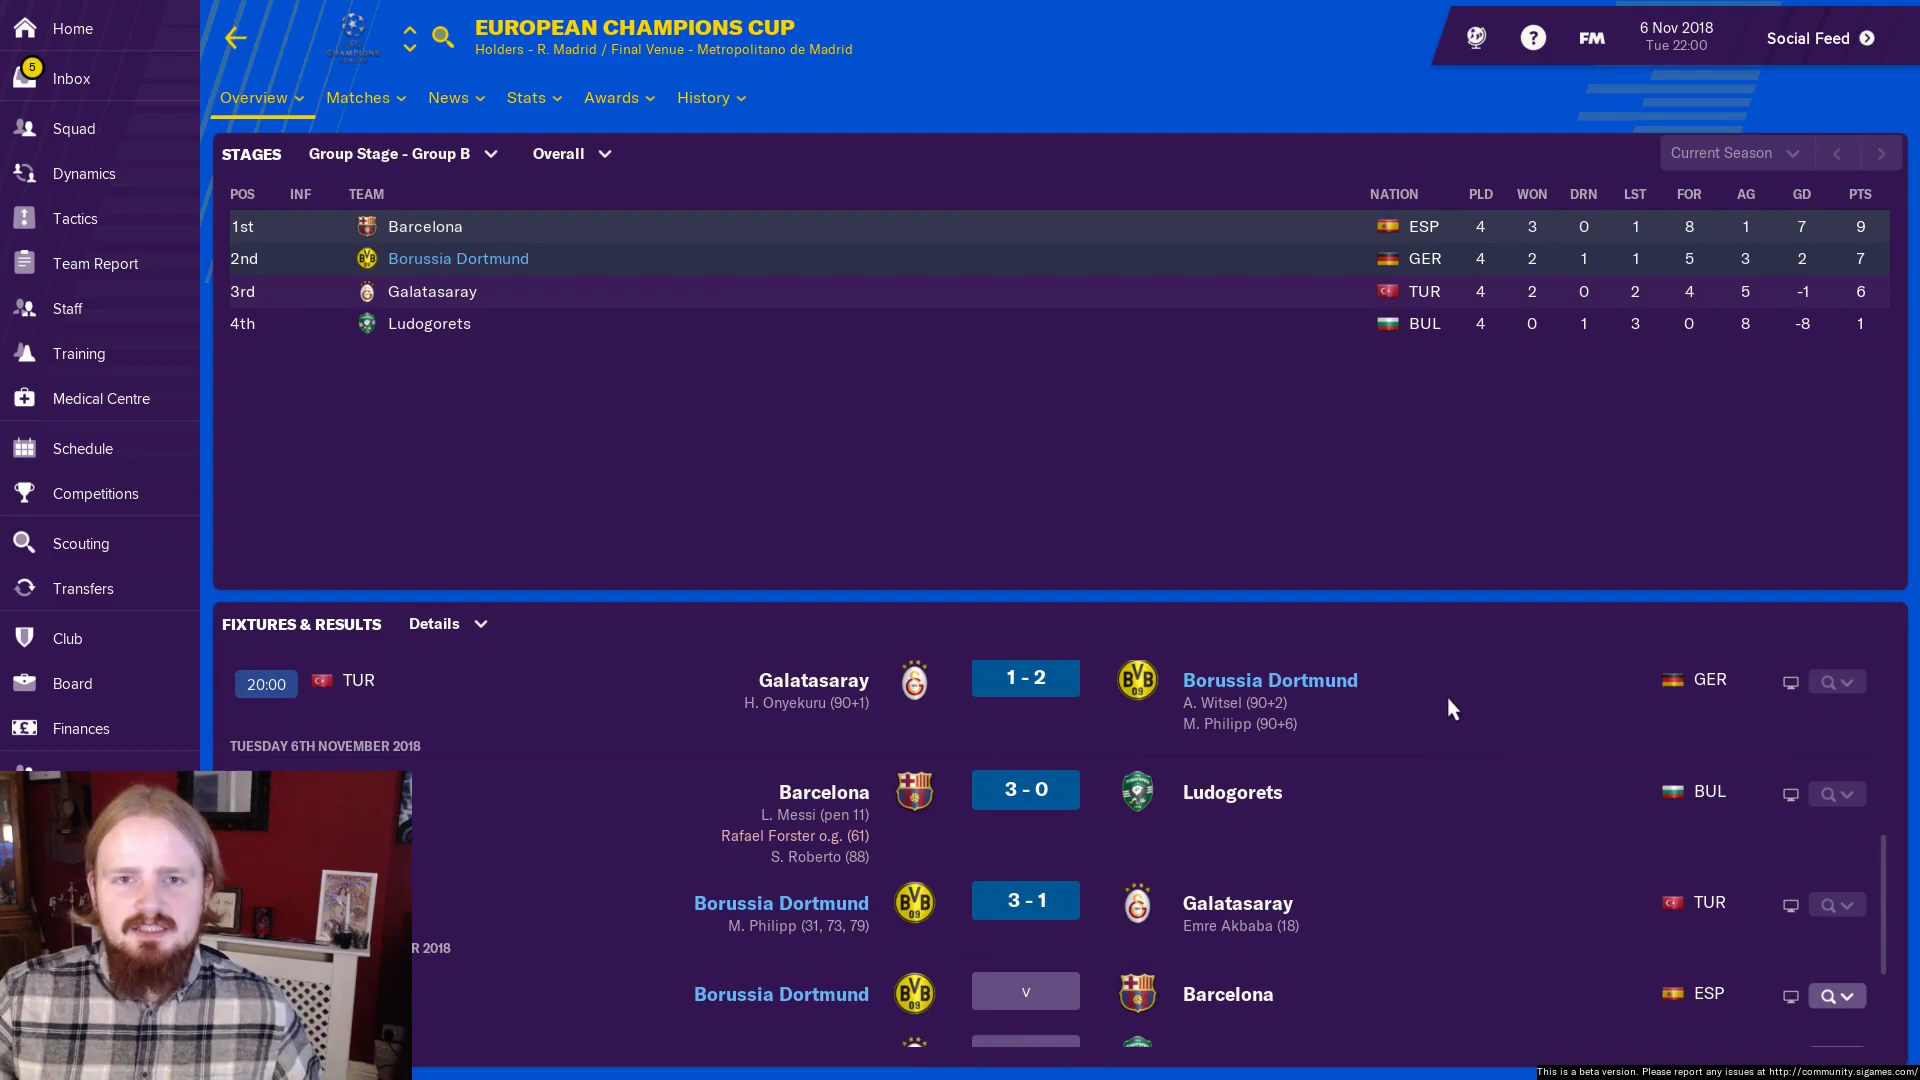 Home
5
Inbox
Squad
Dynamics
Tactics
Team Report
Staff
Training
Medical Centre
Schedule
Competitions
Scouting
Transfers
Club
Board
Finances
EUROPEAN CHAMPIONS CUP
Holders - R. Madrid / Final Venue - Metropolitano de Madrid
FM
6 Nov 2018
Tue 22:00
Social Feed
Overview
Matches
News
Stats
Awards
History
STAGES Group Stage - Group B Overall Current Season
POS INF TEAM NATION PLD WON DRN LST FOR AG GD PTS
1st Barcelona ESP 4 3 0 1 8 1 7 9
2nd Borussia Dortmund GER 4 2 1 1 5 3 2 7
3rd Galatasaray TUR 4 2 0 2 4 5 -1 6
4th Ludogorets BUL 4 0 1 3 0 8 -8 1
FIXTURES & RESULTS Details
20:00 TUR Galatasaray 1 - 2 Borussia Dortmund GER
H. Onyekuru (90+1) A. Witsel (90+2)
M. Philipp (90+6)
TUESDAY 6TH NOVEMBER 2018
Barcelona 3 - 0 Ludogorets BUL
L. Messi (pen 11)
Rafael Forster o.g. (61)
S. Roberto (88)
Borussia Dortmund 3 - 1 Galatasaray TUR
M. Philipp (31, 73, 79) Emre Akbaba (18)
R 2018
Borussia Dortmund v Barcelona ESP
This is a beta version. Please report any issues at http://community.sigames.com/